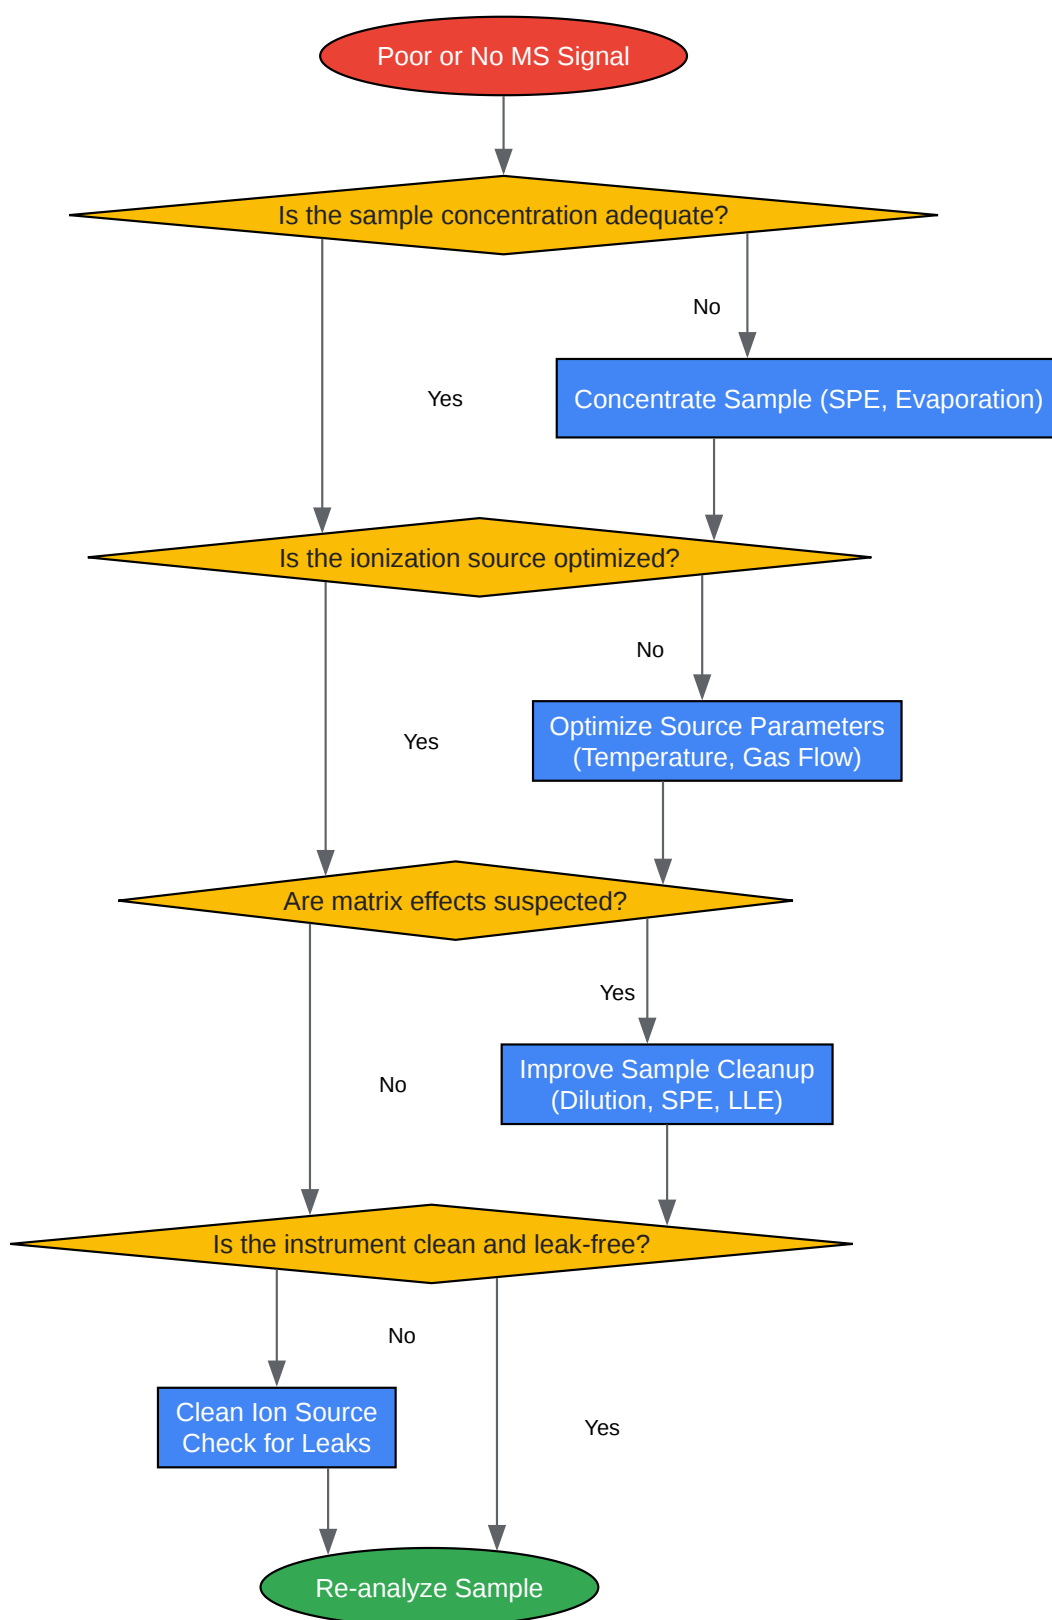 Poor or No MS Signal
Is the sample concentration adequate?
No
Yes
Concentrate Sample (SPE, Evaporation)
Is the ionization source optimized?
No
Optimize Source Parameters
(Temperature, Gas Flow)
Yes
Are matrix effects suspected?
Yes
Improve Sample Cleanup
(Dilution, SPE, LLE)
No
Is the instrument clean and leak-free?
No
Clean Ion Source
Check for Leaks
Yes
Re-analyze Sample